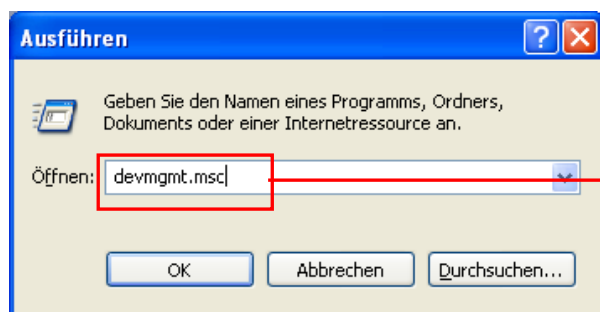 Ausführen
Geben Sie den Namen eines Programms, Ordners,
Dokuments oder einer Internetressource an.
Öffnen: devmgmt.msc
OK Abbrechen Durchsuchen...